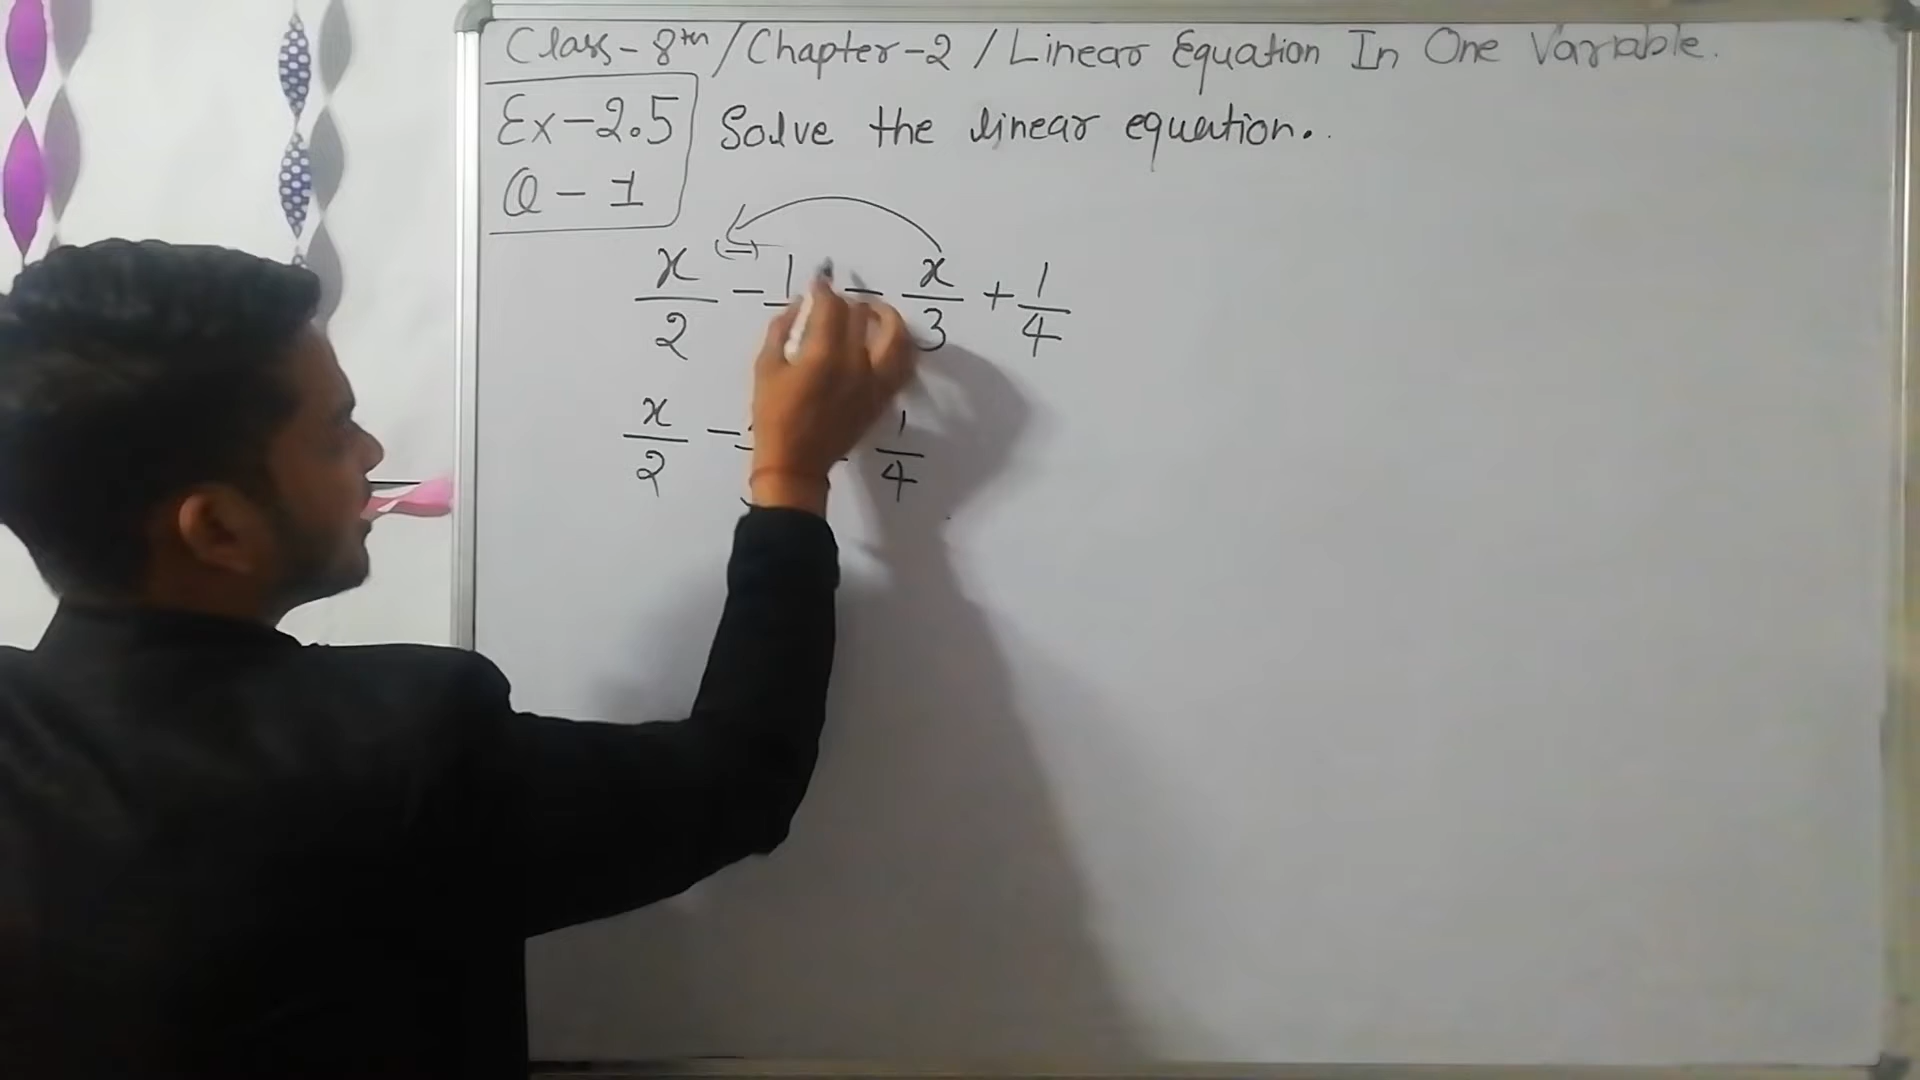 Class-8th/Chapter-2/Linear Equation In One Variable.
Ex-2.5 Solve the linear equation.
Q-1
x/2 - 1 = x/3 + 1/4
x/2 - 1/4